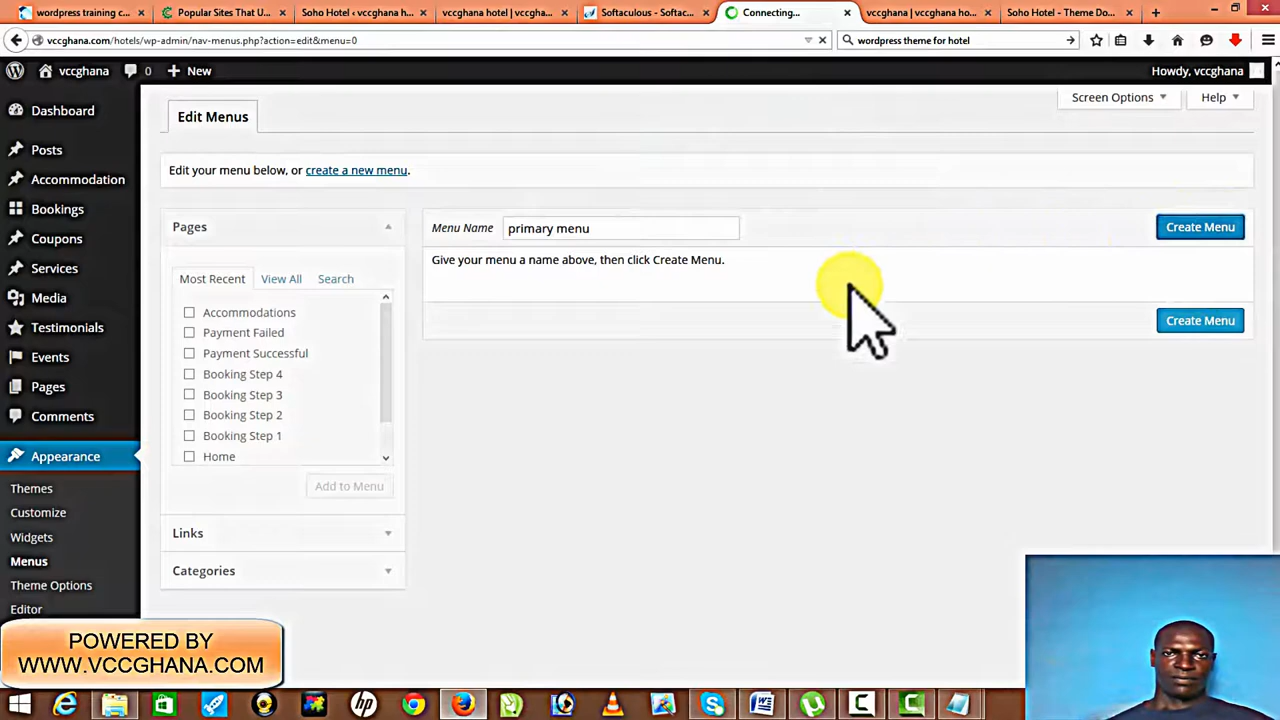 wordpress training c...
Popular Sites That U...
Soho Hotel ‹ vccghana h...
vccghana hotel | vccgha...
Softaculous - Softac...
Connecting...
vccghana | vccghana ho...
Soho Hotel - Theme Do...
vccghana.com/hotels/wp-admin/nav-menus.php?action=edit&menu=0
wordpress theme for hotel
vccghana
0
New
Howdy, vccghana
Screen Options
Help
Dashboard
Posts
Accommodation
Bookings
Coupons
Services
Media
Testimonials
Events
Pages
Comments
Appearance
Themes
Customize
Widgets
Menus
Theme Options
Editor
Edit Menus
Edit your menu below, or create a new menu.
Pages
Most Recent
View All
Search
Accommodations
Payment Failed
Payment Successful
Booking Step 4
Booking Step 3
Booking Step 2
Booking Step 1
Home
Add to Menu
Links
Categories
Menu Name
primary menu
Create Menu
Give your menu a name above, then click Create Menu.
Create Menu
POWERED BY
WWW.VCCGHANA.COM